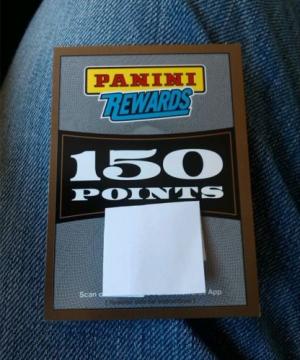 PANINI
REWARDS
150
POINTS
Scan
App